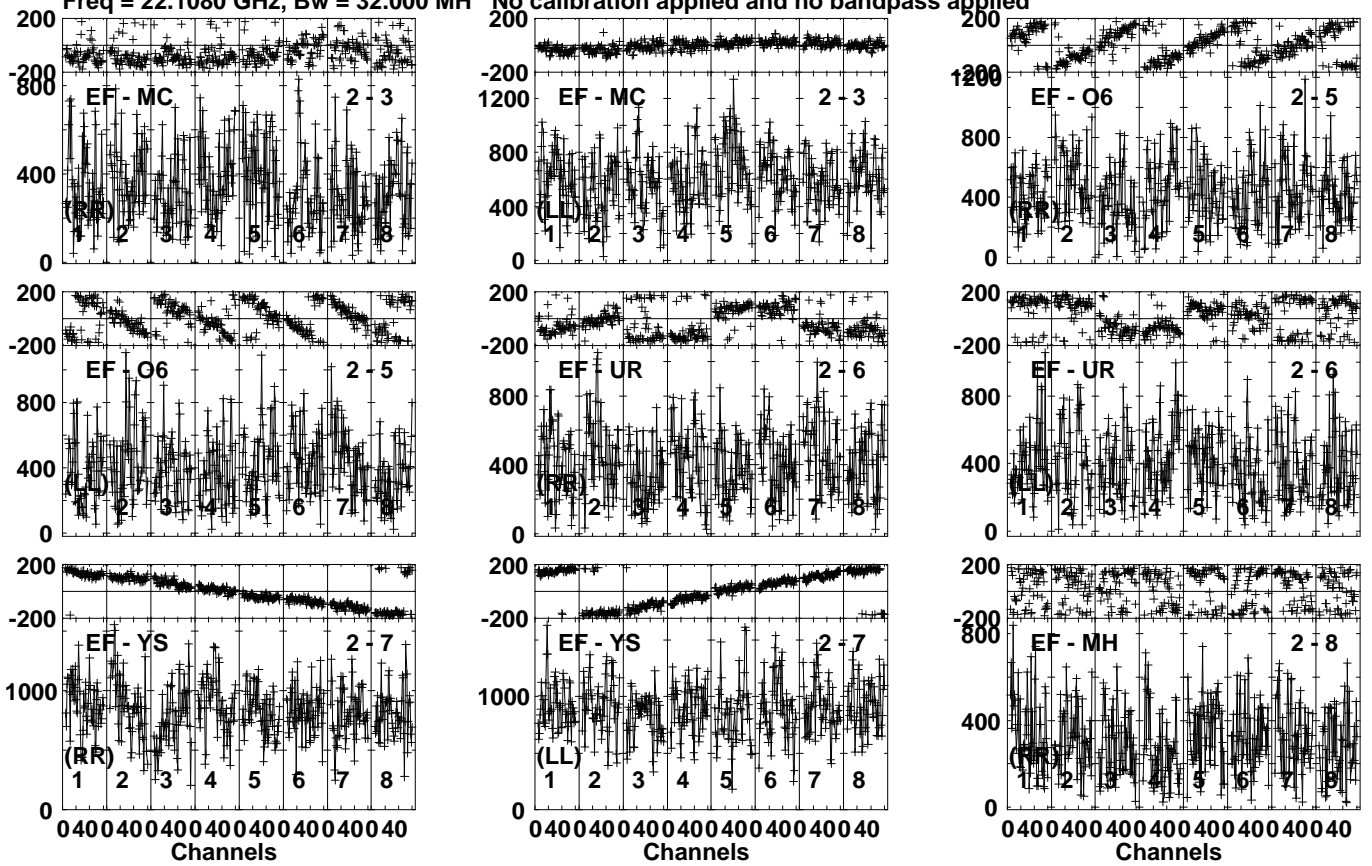 Freq = 22.1080 GHz, Bw = 32.000 MH No calibration applied and no bandpass applied
200
-200
800
400
0
EF - MC 2 - 3
(RR)
1 2 3 4 5 6 7 8
200
-200
1200
800
400
0
EF - MC 2 - 3
(LL)
1 2 3 4 5 6 7 8
200
-200
1200
800
400
0
EF - O6 2 - 5
(RR)
1 2 3 4 5 6 7 8
200
-200
800
400
0
EF - O6 2 - 5
(LL)
1 2 3 4 5 6 7 8
200
-200
800
400
0
EF - UR 2 - 6
(RR)
1 2 3 4 5 6 7 8
200
-200
800
400
0
EF - UR 2 - 6
(LL)
1 2 3 4 5 6 7 8
200
-200
1000
0
EF - YS 2 - 7
(RR)
1 2 3 4 5 6 7 8
0 40 0 40 0 40 0 40 0 40 0 40 0 40 0 40
Channels
200
-200
1000
0
EF - YS 2 - 7
(LL)
1 2 3 4 5 6 7 8
0 40 0 40 0 40 0 40 0 40 0 40 0 40 0 40
Channels
200
-200
800
400
0
EF - MH 2 - 8
(RR)
1 2 3 4 5 6 7 8
0 40 0 40 0 40 0 40 0 40 0 40 0 40 0 40
Channels